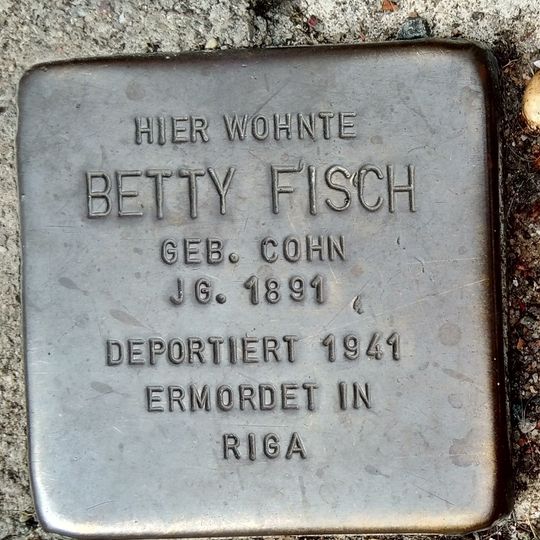 HIER WOHNTE
BETTY FISCH
GEB. COHN
JG. 1891
DEPORTIERT 1941
ERMORDET IN
RIGA